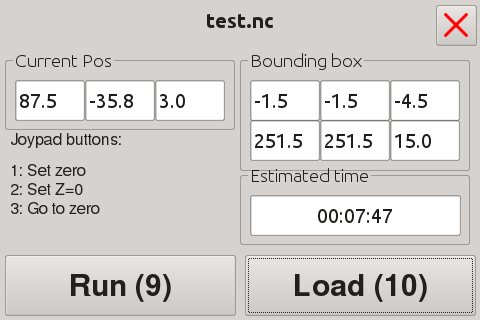 test.nc
Current Pos
87.5 -35.8 3.0
Joypad buttons:
1: Set zero
2: Set Z=0
3: Go to zero
Bounding box
-1.5 -1.5 -4.5
251.5 251.5 15.0
Estimated time
00:07:47
Run (9)
Load (10)